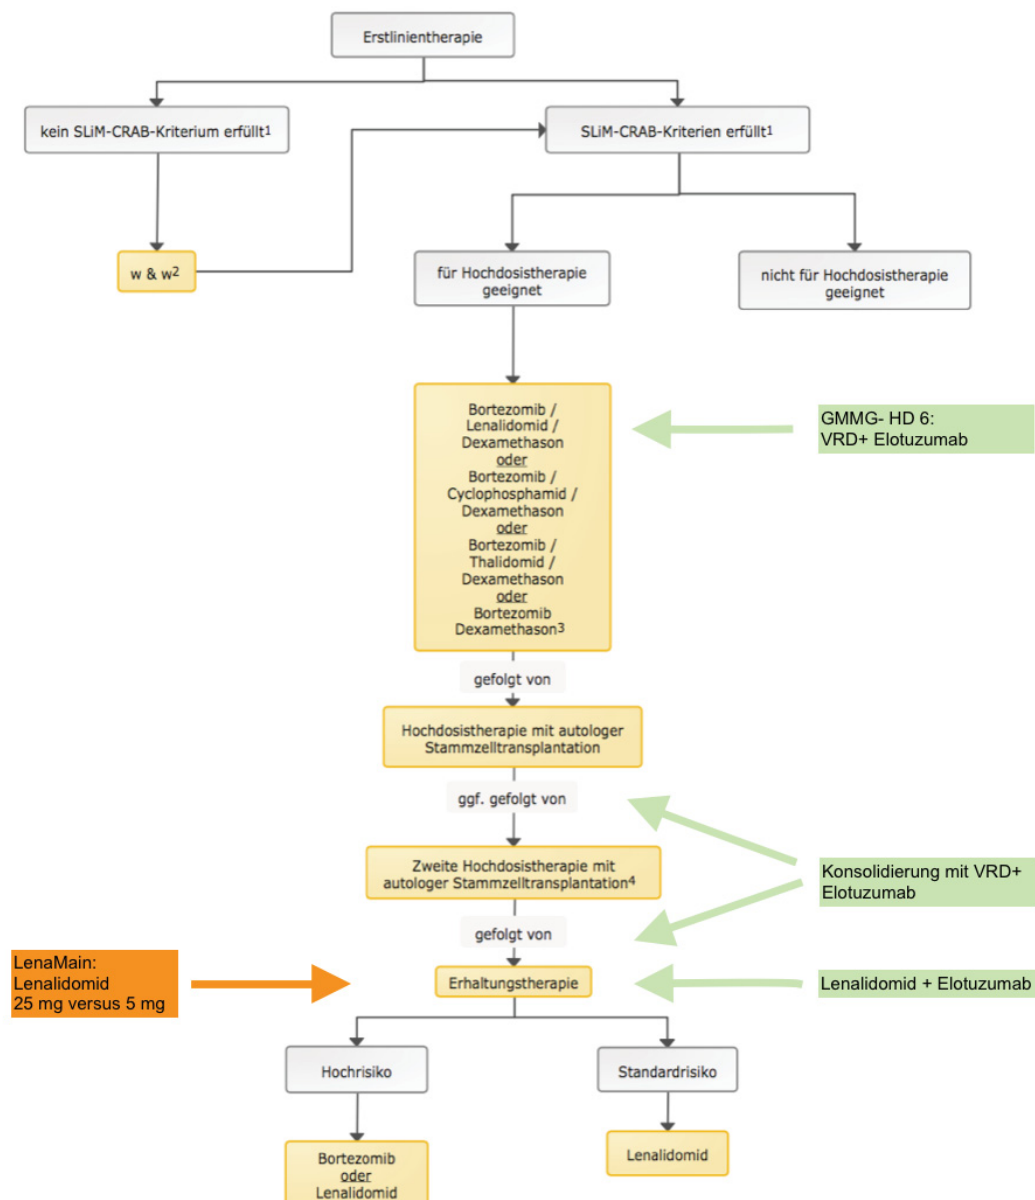 Erstlinientherapie
kein SLiM-CRAB-Kriterium erfüllt1
SLiM-CRAB-Kriterien erfüllt1
w & w2
für Hochdosistherapie
geeignet
nicht für Hochdosistherapie
geeignet
Bortezomib /
Lenalidomid /
Dexamethason
oder
Bortezomib /
Cyclophosphamid /
Dexamethason
oder
Bortezomib /
Thalidomid /
Dexamethason
oder
Bortezomib
Dexamethason3
GMMG- HD 6:
VRD+ Elotuzumab
gefolgt von
Hochdosistherapie mit autologer
Stammzelltransplantation
ggf. gefolgt von
Zweite Hochdosistherapie mit
autologer Stammzelltransplantation4
Konsolidierung mit VRD+
Elotuzumab
gefolgt von
LenaMain:
Lenalidomid
25 mg versus 5 mg
Erhaltungstherapie
Lenalidomid + Elotuzumab
Hochrisiko
Standardrisiko
Bortezomib
oder
Lenalidomid
Lenalidomid